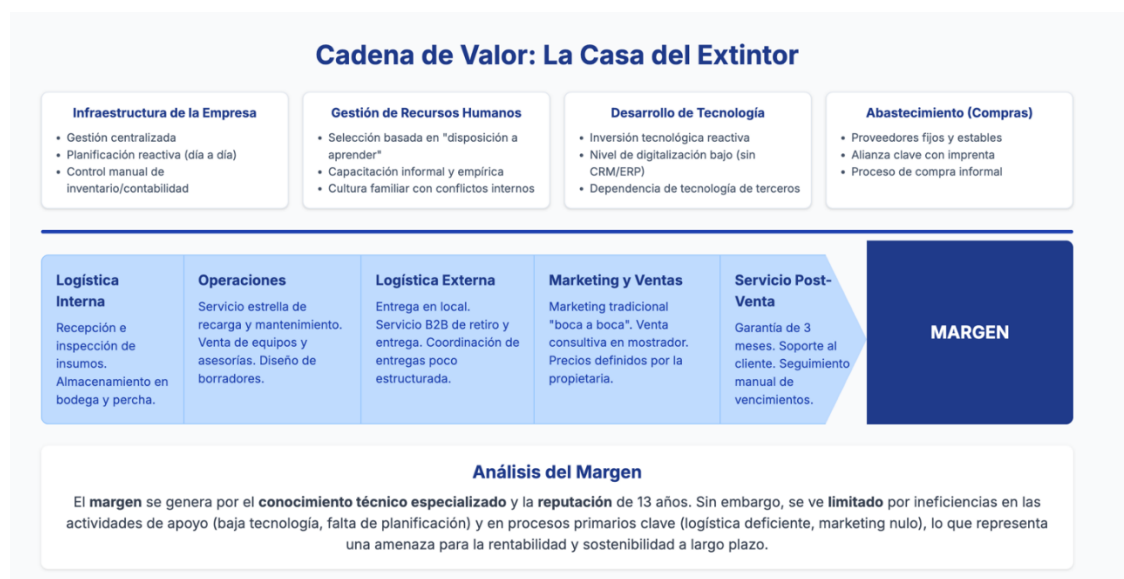 Cadena de Valor: La Casa del Extintor
Infraestructura de la Empresa
• Gestión centralizada
• Planificación reactiva (día a día)
• Control manual de
inventario/contabilidad
Gestión de Recursos Humanos
• Selección basada en "disposición a
aprender"
• Capacitación informal y empírica
• Cultura familiar con conflictos internos
Desarrollo de Tecnología
• Inversión tecnológica reactiva
• Nivel de digitalización bajo (sin
CRM/ERP)
• Dependencia de tecnología de terceros
Abastecimiento (Compras)
• Proveedores fijos y estables
• Alianza clave con imprenta
• Proceso de compra informal
Logística
Interna
Recepción e
inspección de
insumos.
Almacenamiento en
bodega y percha.
Operaciones
Servicio estrella de
recarga y mantenimiento.
Venta de equipos y
asesorías. Diseño de
borradores.
Logística Externa
Entrega en local.
Servicio B2B de retiro y
entrega. Coordinación de
entregas poco
estructurada.
Marketing y Ventas
Marketing tradicional
"boca a boca". Venta
consultiva en mostrador.
Precios definidos por la
propietaria.
Servicio Post-
Venta
Garantía de 3
meses. Soporte al
cliente. Seguimiento
manual de
vencimientos.
MARGEN
Análisis del Margen
El margen se genera por el conocimiento técnico especializado y la reputación de 13 años. Sin embargo, se ve limitado por ineficiencias en las
actividades de apoyo (baja tecnología, falta de planificación) y en procesos primarios clave (logística deficiente, marketing nulo), lo que representa
una amenaza para la rentabilidad y sostenibilidad a largo plazo.